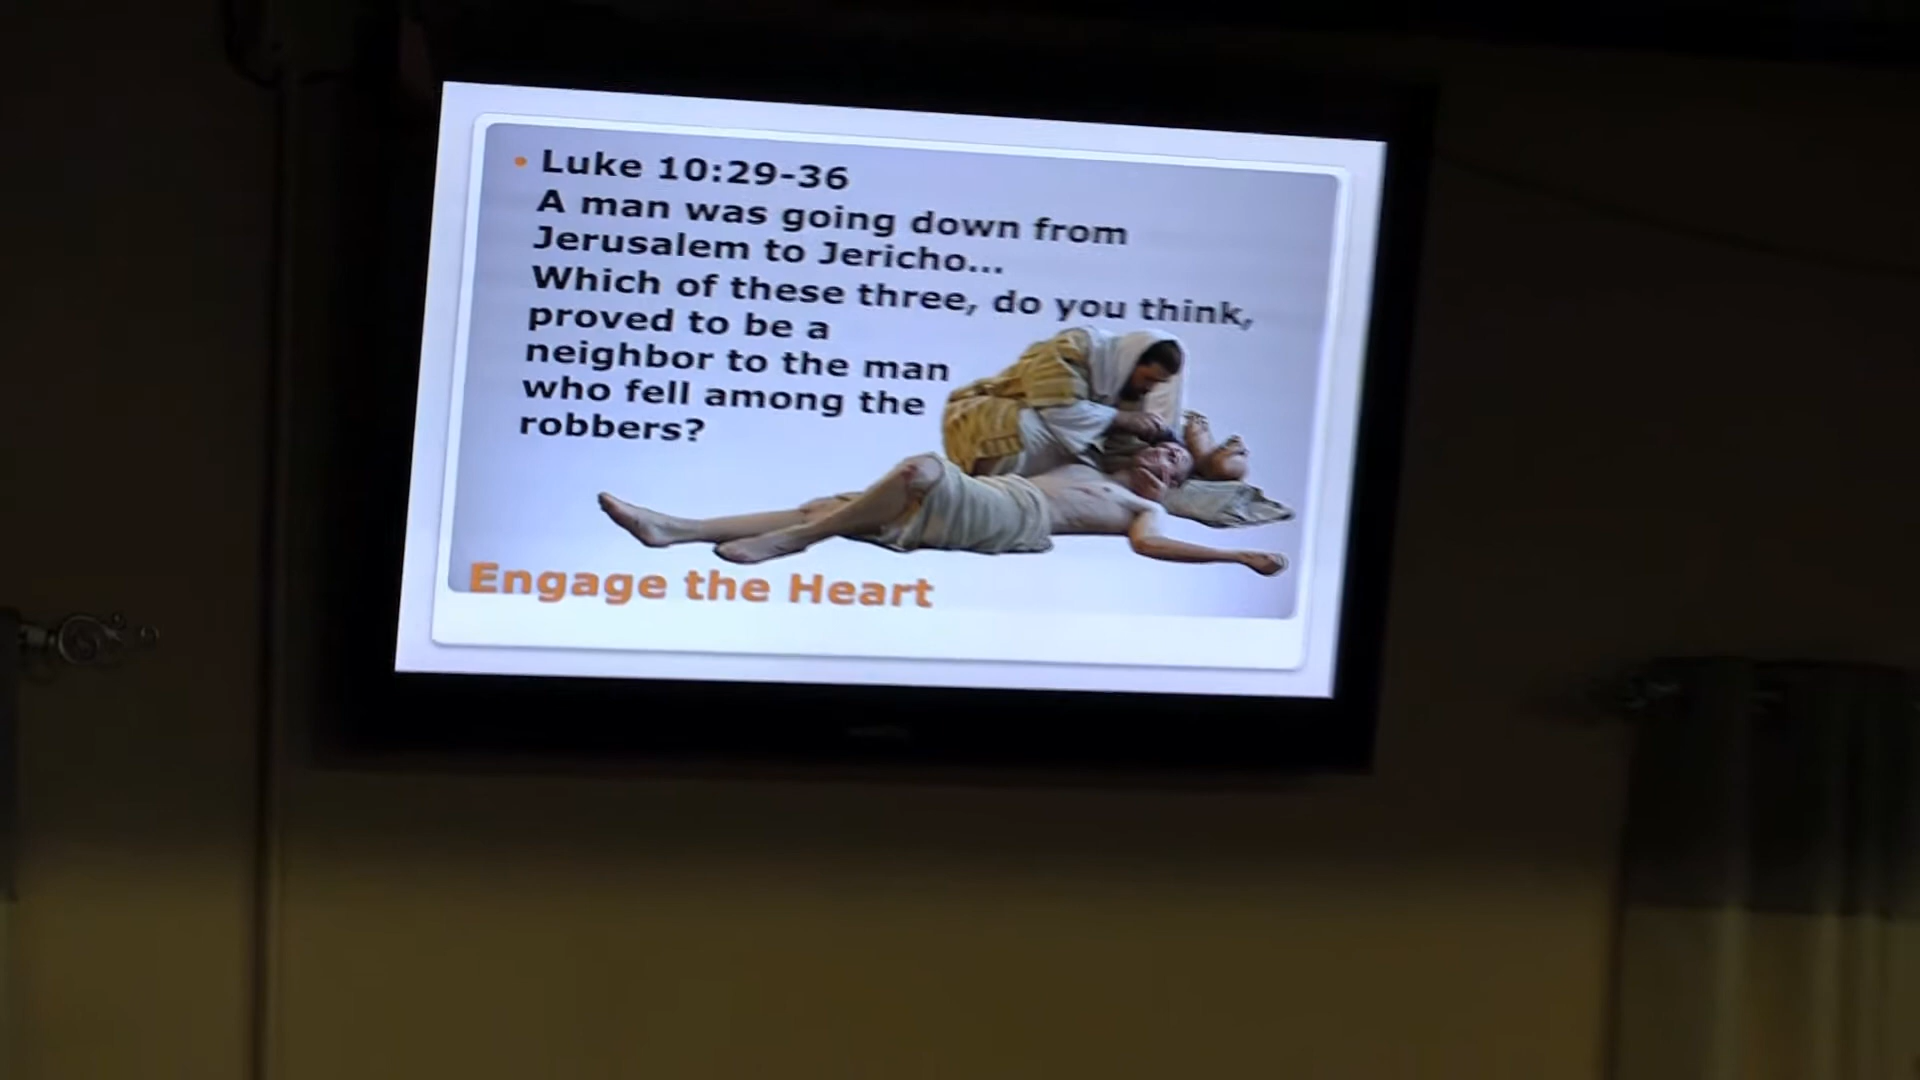 • Luke 10:29-36
A man was going down from
Jerusalem to Jericho...
Which of these three, do you think,
proved to be a
neighbor to the man
who fell among the
robbers?
Engage the Heart